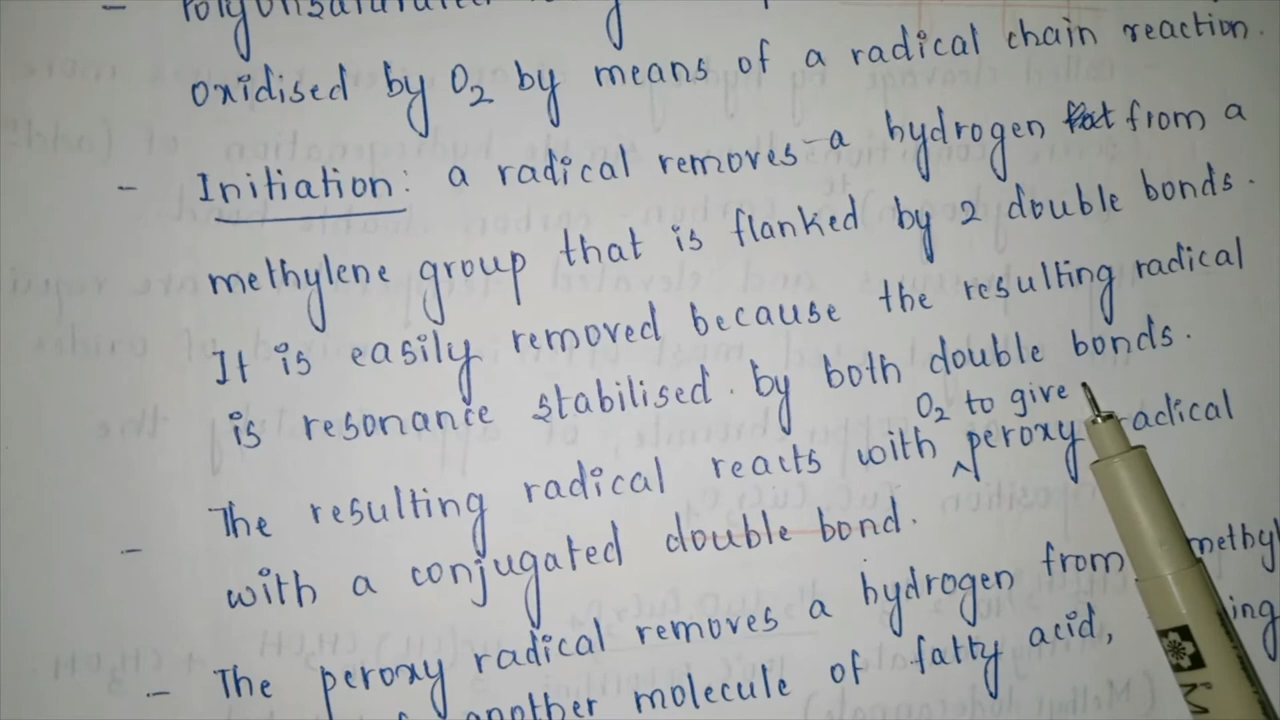 - Polyunsaturated
oxidised by O2 by means of a radical chain reaction.
- Initiation: a radical removes a hydrogen from a
methylene group that is flanked by 2 double bonds.
It is easily removed because the resulting radical
is resonance stabilised by both double bonds.
O2 to give
- The resulting radical reacts with ^ peroxy radical
with a conjugated double bond.
- The peroxy radical removes a hydrogen from methy
another molecule of fatty acid, ing